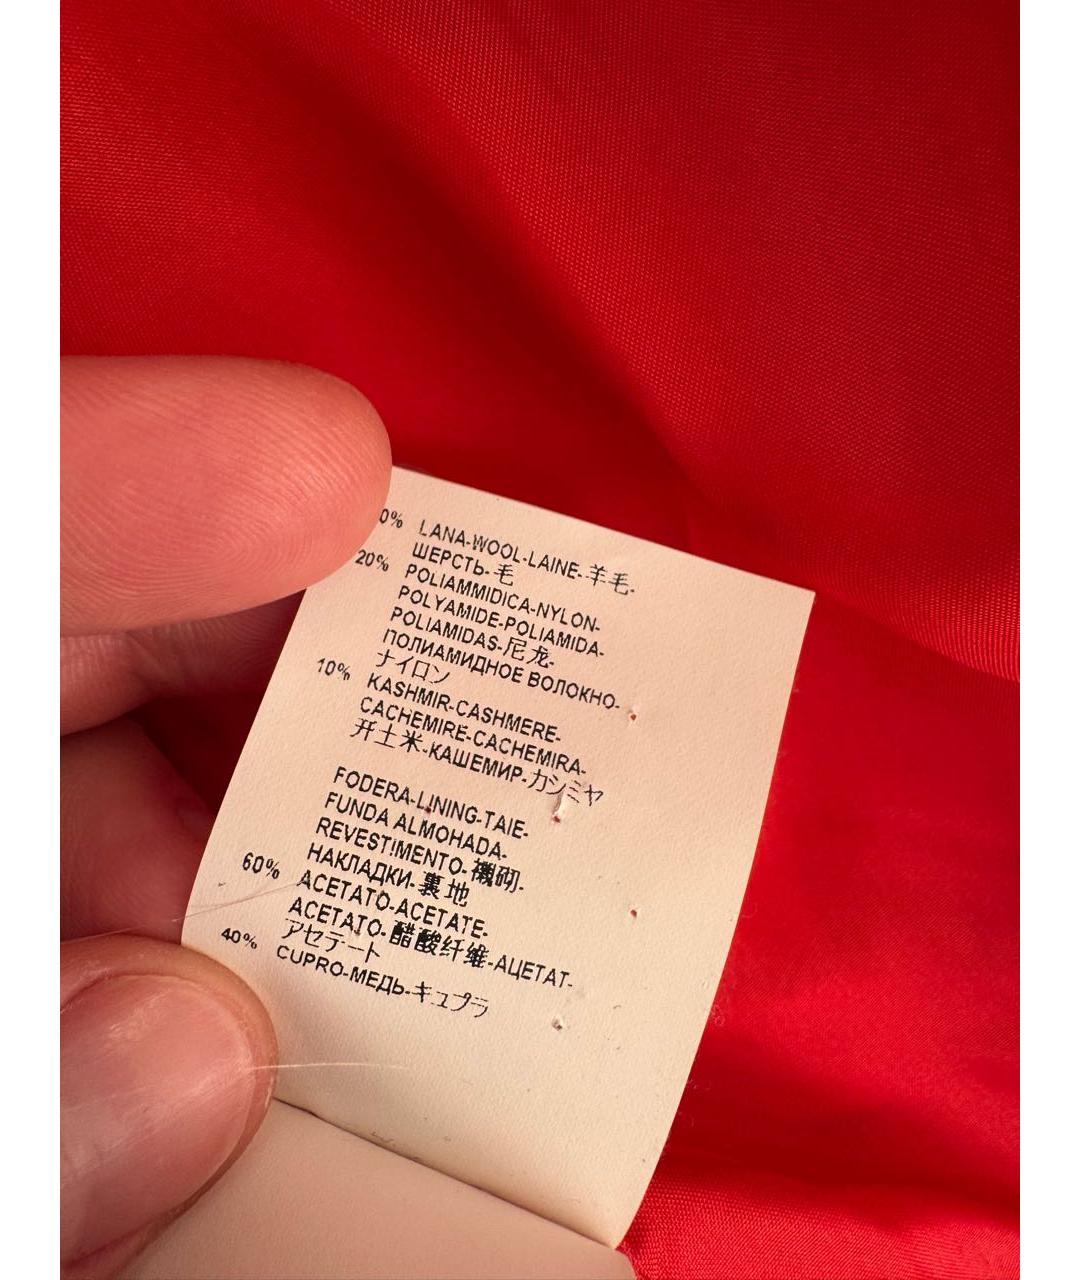 0% LANA-WOOL-LAINE-羊毛-
ШЕРСТЬ-毛
20% POLIAMMIDICA-NYLON-
POLYAMIDE-POLIAMIDA-
POLIAMIDAS-尼龙-
ПОЛИАМИДНОЕ ВОЛОКНО-
ナイロン
10% KASHMIR-CASHMERE-
CACHEMIRE-CACHEMIRA-
开士米-КАШЕМИР-カシミヤ
FODERA-LINING-TAIE-
FUNDA ALMOHADA-
REVESTIMENTO-襯砌-
НАКЛАДКИ-裏地
60% ACETATO-ACETATE-
ACETATO-醋酸纤维-АЦЕТАТ-
アセテート
40% CUPRO-МЕДЬ-キュプラ